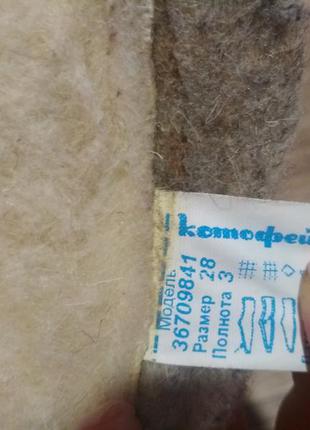 Котофей
Модель
36709841
Размер 28
Полнота 3